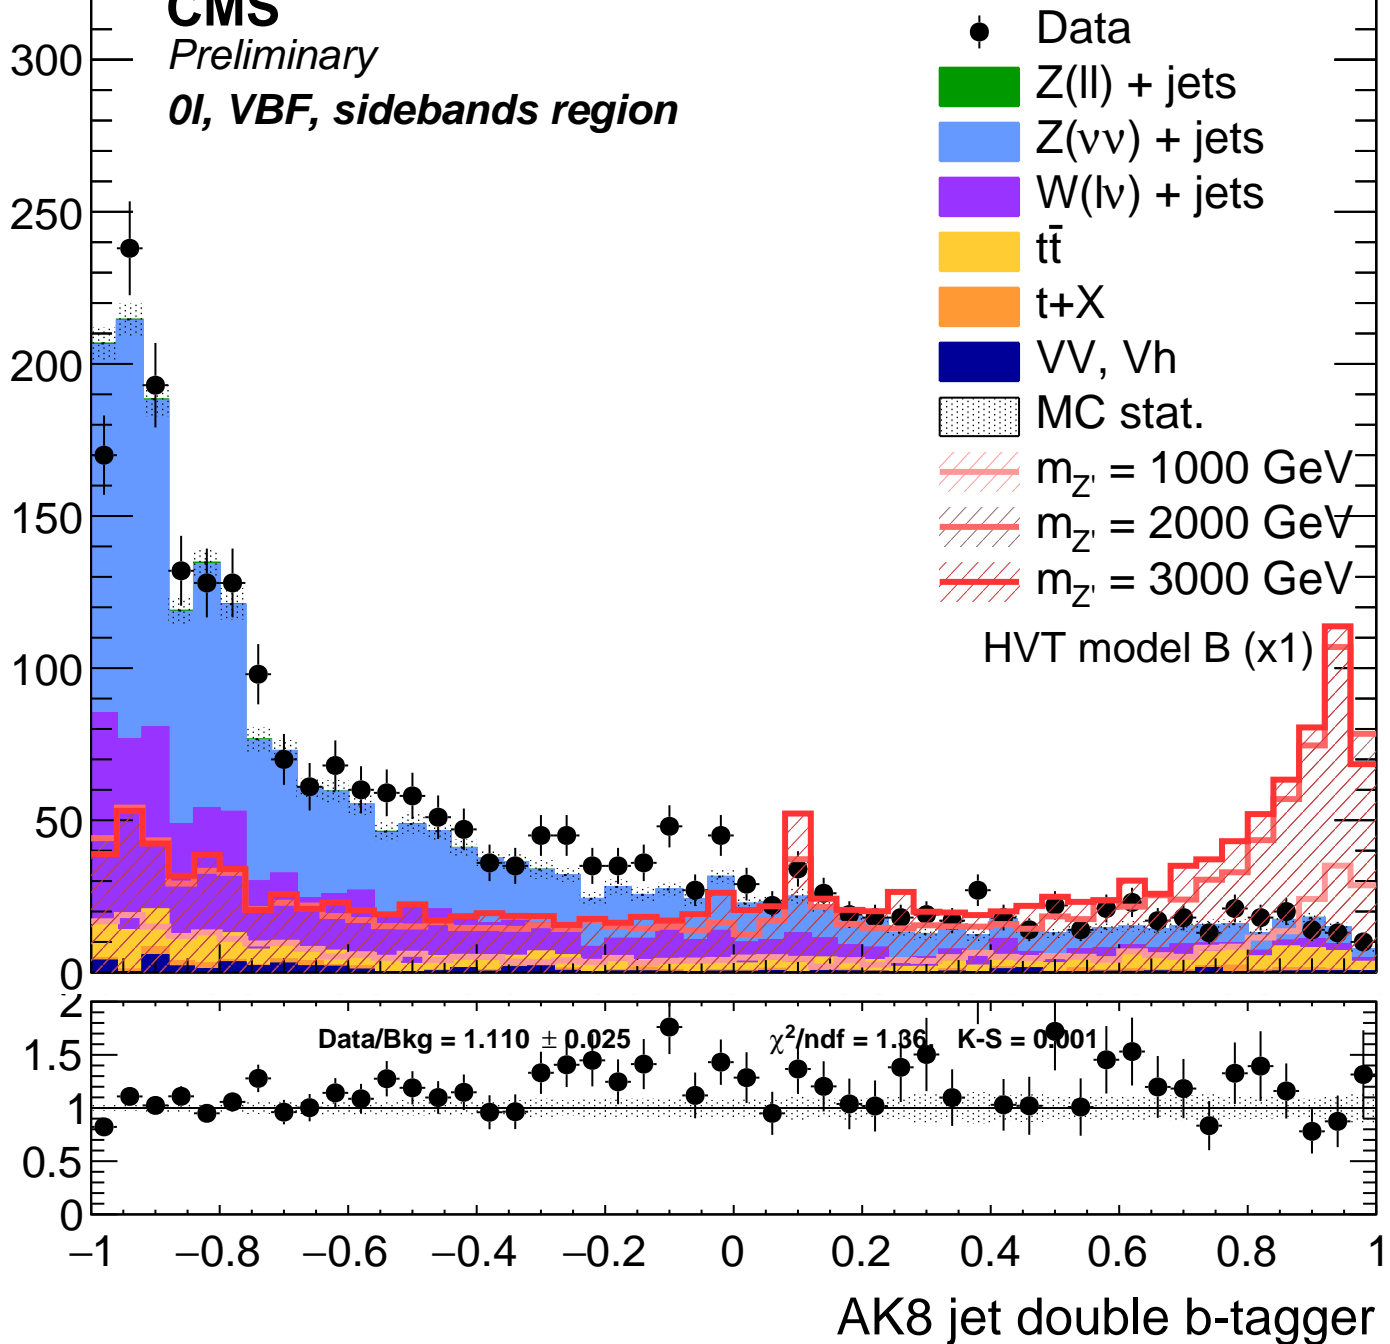 CMS
Preliminary
0l, VBF, sidebands region
Data
Z(ll) + jets
Z(νν) + jets
W(lν) + jets
tt̄
t+X
VV, Vh
MC stat.
m_Z' = 1000 GeV
m_Z' = 2000 GeV
m_Z' = 3000 GeV
HVT model B (x1)
300
250
200
150
100
50
0
Data/Bkg = 1.110 ± 0.025 χ²/ndf = 1.36, K-S = 0.001
2
1.5
1
0.5
0
−1 −0.8 −0.6 −0.4 −0.2 0 0.2 0.4 0.6 0.8 1
AK8 jet double b-tagger